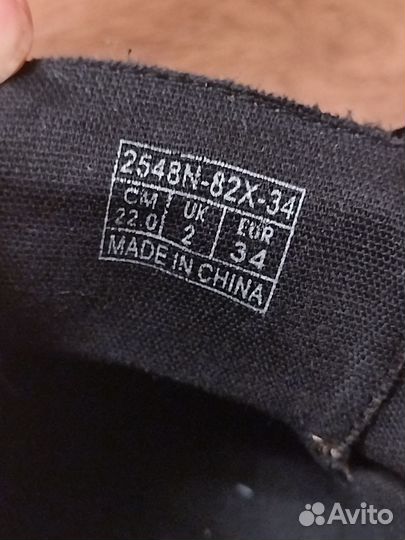 2548N-82X-34
CM UK EUR
22.0 2 34
MADE IN CHINA
Avito